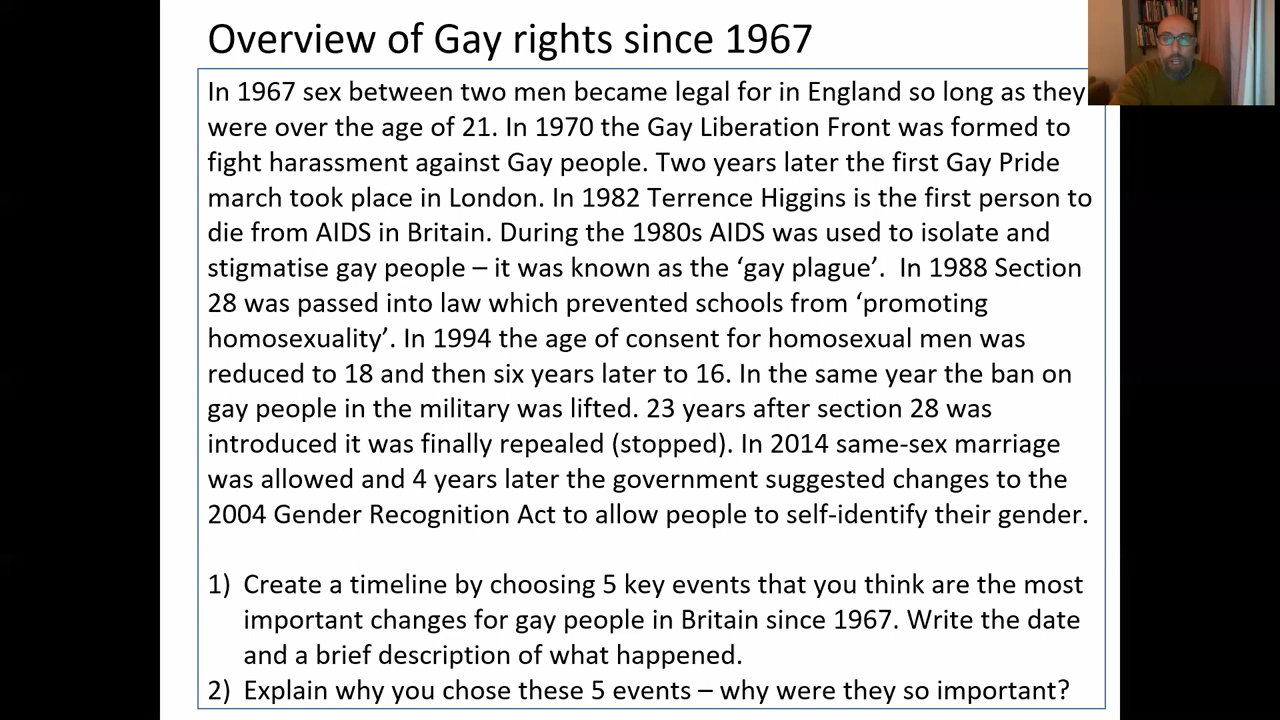 Overview of Gay rights since 1967
In 1967 sex between two men became legal for in England so long as they
were over the age of 21. In 1970 the Gay Liberation Front was formed to
fight harassment against Gay people. Two years later the first Gay Pride
march took place in London. In 1982 Terrence Higgins is the first person to
die from AIDS in Britain. During the 1980s AIDS was used to isolate and
stigmatise gay people – it was known as the ‘gay plague’.  In 1988 Section
28 was passed into law which prevented schools from ‘promoting
homosexuality’. In 1994 the age of consent for homosexual men was
reduced to 18 and then six years later to 16. In the same year the ban on
gay people in the military was lifted. 23 years after section 28 was
introduced it was finally repealed (stopped). In 2014 same-sex marriage
was allowed and 4 years later the government suggested changes to the
2004 Gender Recognition Act to allow people to self-identify their gender.
1) Create a timeline by choosing 5 key events that you think are the most
important changes for gay people in Britain since 1967. Write the date
and a brief description of what happened.
2) Explain why you chose these 5 events – why were they so important?